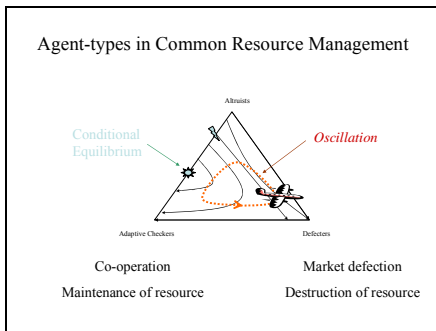 Agent-types in Common Resource Management
Altruists
Conditional
Equilibrium
Oscillation
Adaptive Checkers
Defecters
Co-operation
Market defection
Maintenance of resource
Destruction of resource